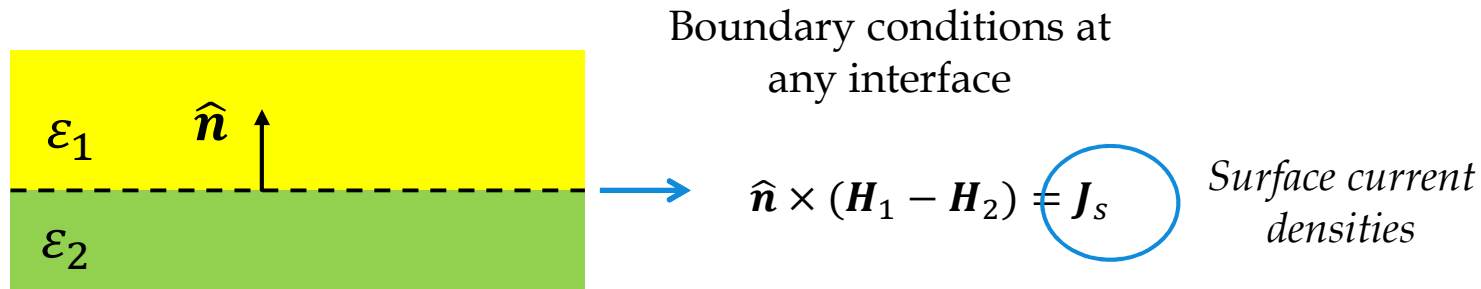 Boundary conditions at
any interface
ε₁
n̂
ε₂
n̂ × (H₁ − H₂) = Jₛ
Surface current
densities